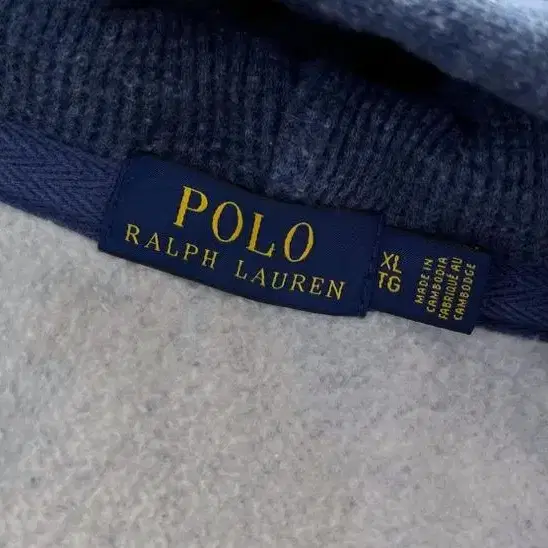 POLO
RALPH LAUREN
XL
TG
MADE IN
CAMBODIA
FABRIQUÉ AU
CAMBODGE